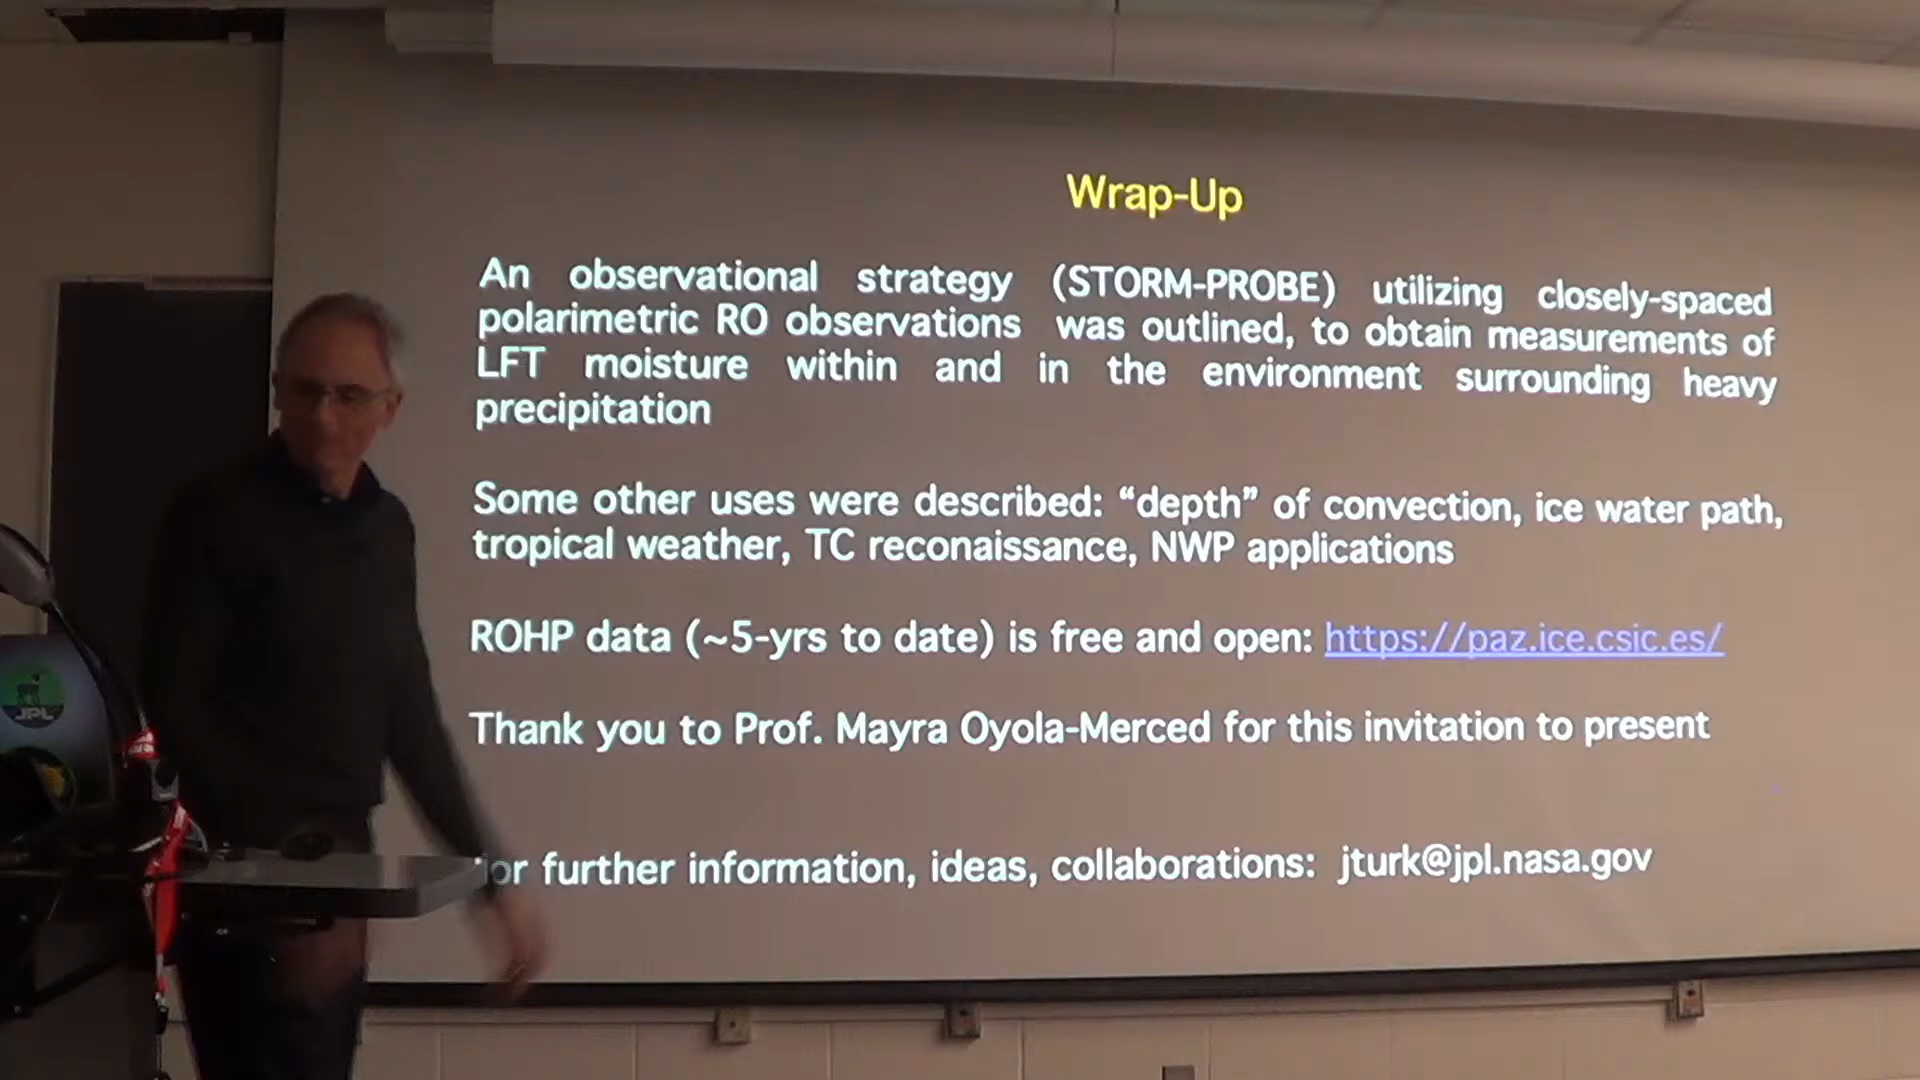 Wrap-Up
An observational strategy (STORM-PROBE) utilizing closely-spaced
polarimetric RO observations was outlined, to obtain measurements of
LFT moisture within and in the environment surrounding heavy
precipitation
Some other uses were described: “depth” of convection, ice water path,
tropical weather, TC reconaissance, NWP applications
ROHP data (~5-yrs to date) is free and open: https://paz.ice.csic.es/
Thank you to Prof. Mayra Oyola-Merced for this invitation to present
for further information, ideas, collaborations: jturk@jpl.nasa.gov
JPL